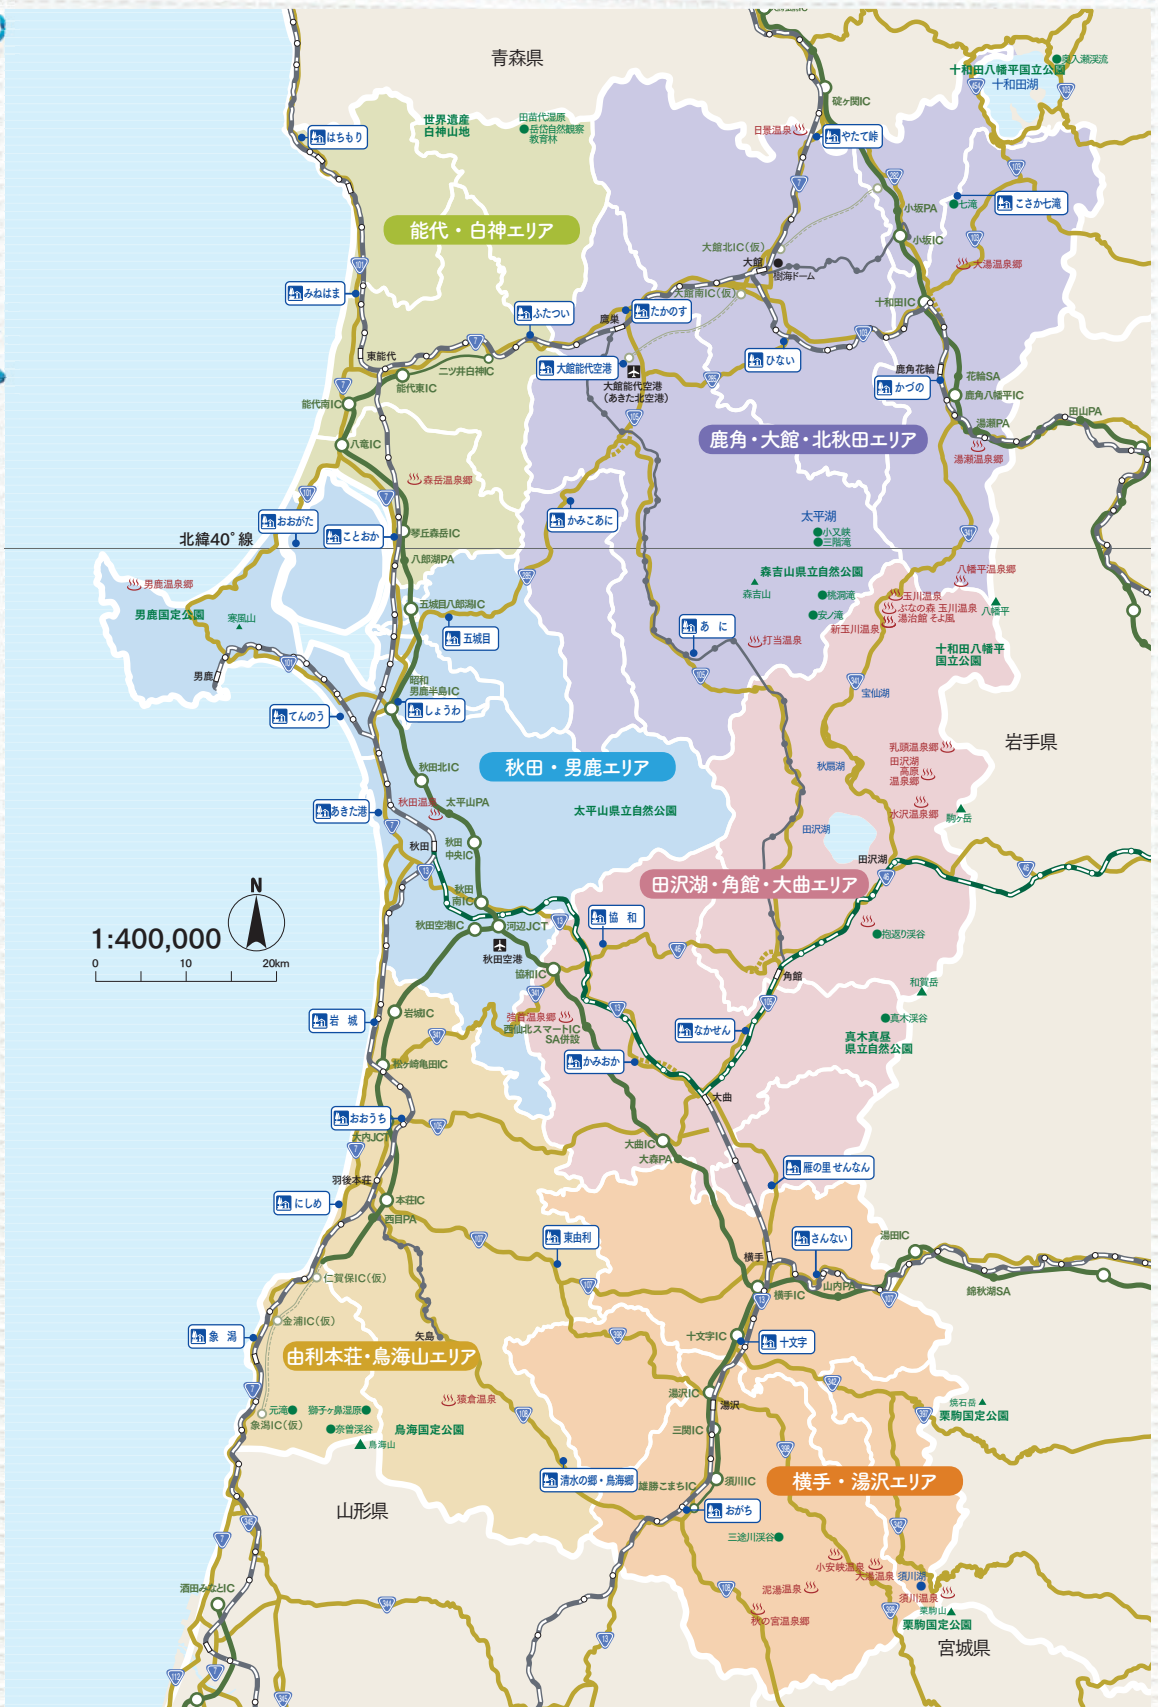 青森県
十和田八幡平国立公園
十和田湖
奥入瀬渓流
碇ヶ関IC
世界遺産
白神山地
田苗代湿原
岳岱自然観察
教育林
日景温泉
やたて峠
はちもり
小坂PA
七滝
こさか七滝
能代・白神エリア
小坂IC
大館北IC(仮)
大館
樹海ドーム
大湯温泉郷
みねはま
大館南IC(仮)
十和田IC
ふたつい
たかのす
鷹巣
東能代
二ツ井白神IC
大館能代空港
ひない
鹿角花輪
花輪SA
能代東IC
大館能代空港
(あきた北空港)
かづの
鹿角八幡平IC
能代南IC
湯瀬PA
田山PA
八竜IC
鹿角・大館・北秋田エリア
湯瀬温泉郷
森岳温泉郷
おおがた
かみこあに
太平湖
北緯40°線
ことおか
琴丘森岳IC
小又峡
三階滝
八郎湖PA
男鹿温泉郷
森吉山県立自然公園
八幡平温泉郷
森吉山
桃洞滝
玉川温泉
ぶなの森 玉川温泉
湯治館 そよ風
八幡平
男鹿国定公園
寒風山
五城目八郎潟IC
安ノ滝
新玉川温泉
五城目
あ に
打当温泉
十和田八幡平
国立公園
男鹿
昭和
男鹿半島IC
宝仙湖
てんのう
しょうわ
岩手県
乳頭温泉郷
秋田北IC
秋田・男鹿エリア
秋扇湖
田沢湖
高原
温泉郷
秋田温泉
太平山PA
太平山県立自然公園
水沢温泉郷
駒ヶ岳
あきた港
田沢湖
秋田
秋田
中央IC
田沢湖
田沢湖・角館・大曲エリア
N
秋田
南IC
1:400,000
秋田空港IC
河辺JCT
協 和
抱返り渓谷
秋田空港
0 10 20km
協和IC
角館
和賀岳
岩城IC
強首温泉郷
西仙北スマートIC
SA併設
なかせん
真木渓谷
岩 城
真木真昼
県立自然公園
松ヶ崎亀田IC
かみおか
大曲
おおうち
大内JCT
大曲IC
大森PA
雁の里 せんなん
羽後本荘
にしめ
本荘IC
西目PA
東由利
さんない
湯田IC
横手
仁賀保IC(仮)
横手IC
山内PA
錦秋湖SA
金浦IC(仮)
象 潟
矢島
十文字IC
十文字
由利本荘・鳥海山エリア
湯沢IC
湯沢
元滝
獅子ヶ鼻湿原
猿倉温泉
焼石岳
栗駒国定公園
象潟IC(仮)
奈曽渓谷
鳥海国定公園
三関IC
鳥海山
清水の郷・鳥海郷
雄勝こまちIC
須川IC
横手・湯沢エリア
山形県
おがち
三途川渓谷
小安峡温泉
大湯温泉
須川湖
酒田みなとIC
泥湯温泉
須川温泉
秋の宮温泉郷
栗駒山
栗駒国定公園
宮城県